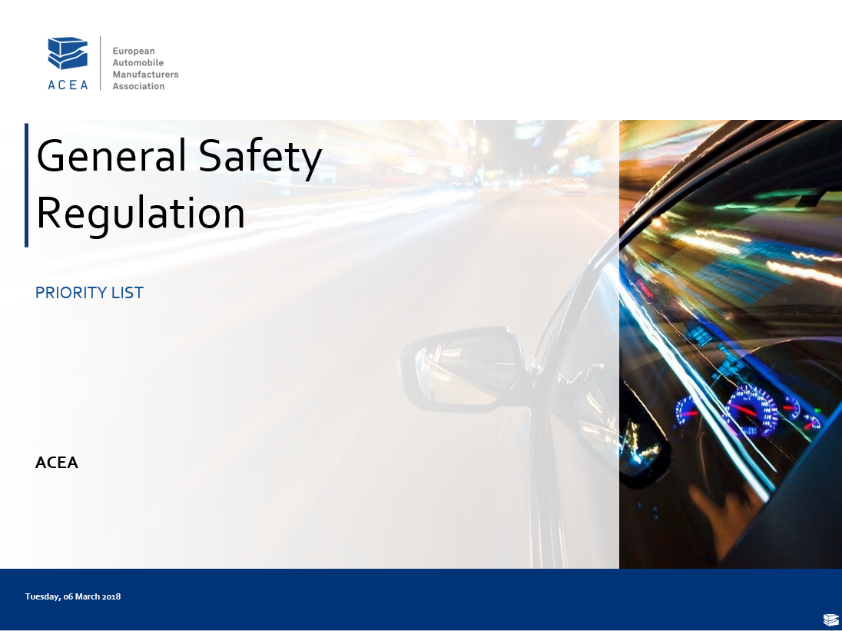 ACEA
European
Automobile
Manufacturers
Association
General Safety
Regulation
PRIORITY LIST
ACEA
Tuesday, 06 March 2018